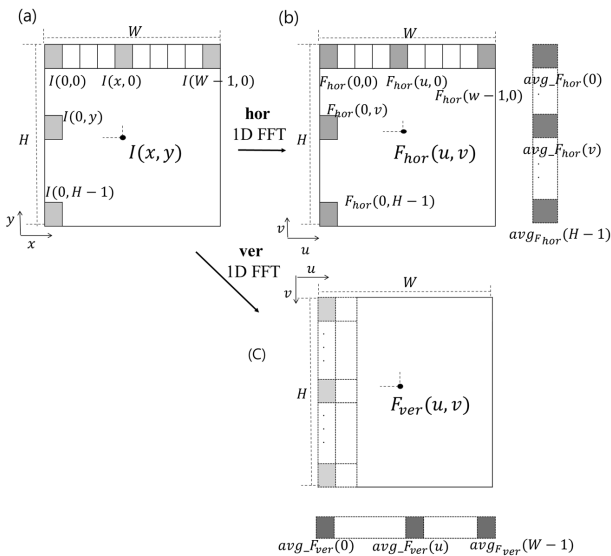 (a)
W
I(0,0) I(x,0) I(W−1,0)
I(0,y)
H
I(x,y)
I(0,H−1)
y
x
hor
1D FFT
(b)
W
F_hor(0,0) F_hor(u,0)
F_hor(w−1,0)
F_hor(0,v)
H
F_hor(u,v)
F_hor(0,H−1)
v
u
avg_F_hor(0)
avg_F_hor(v)
avg_F_hor(H−1)
ver
1D FFT
u
v
W
(C)
H
F_ver(u,v)
avg_F_ver(0) avg_F_ver(u) avg_F_ver(W−1)